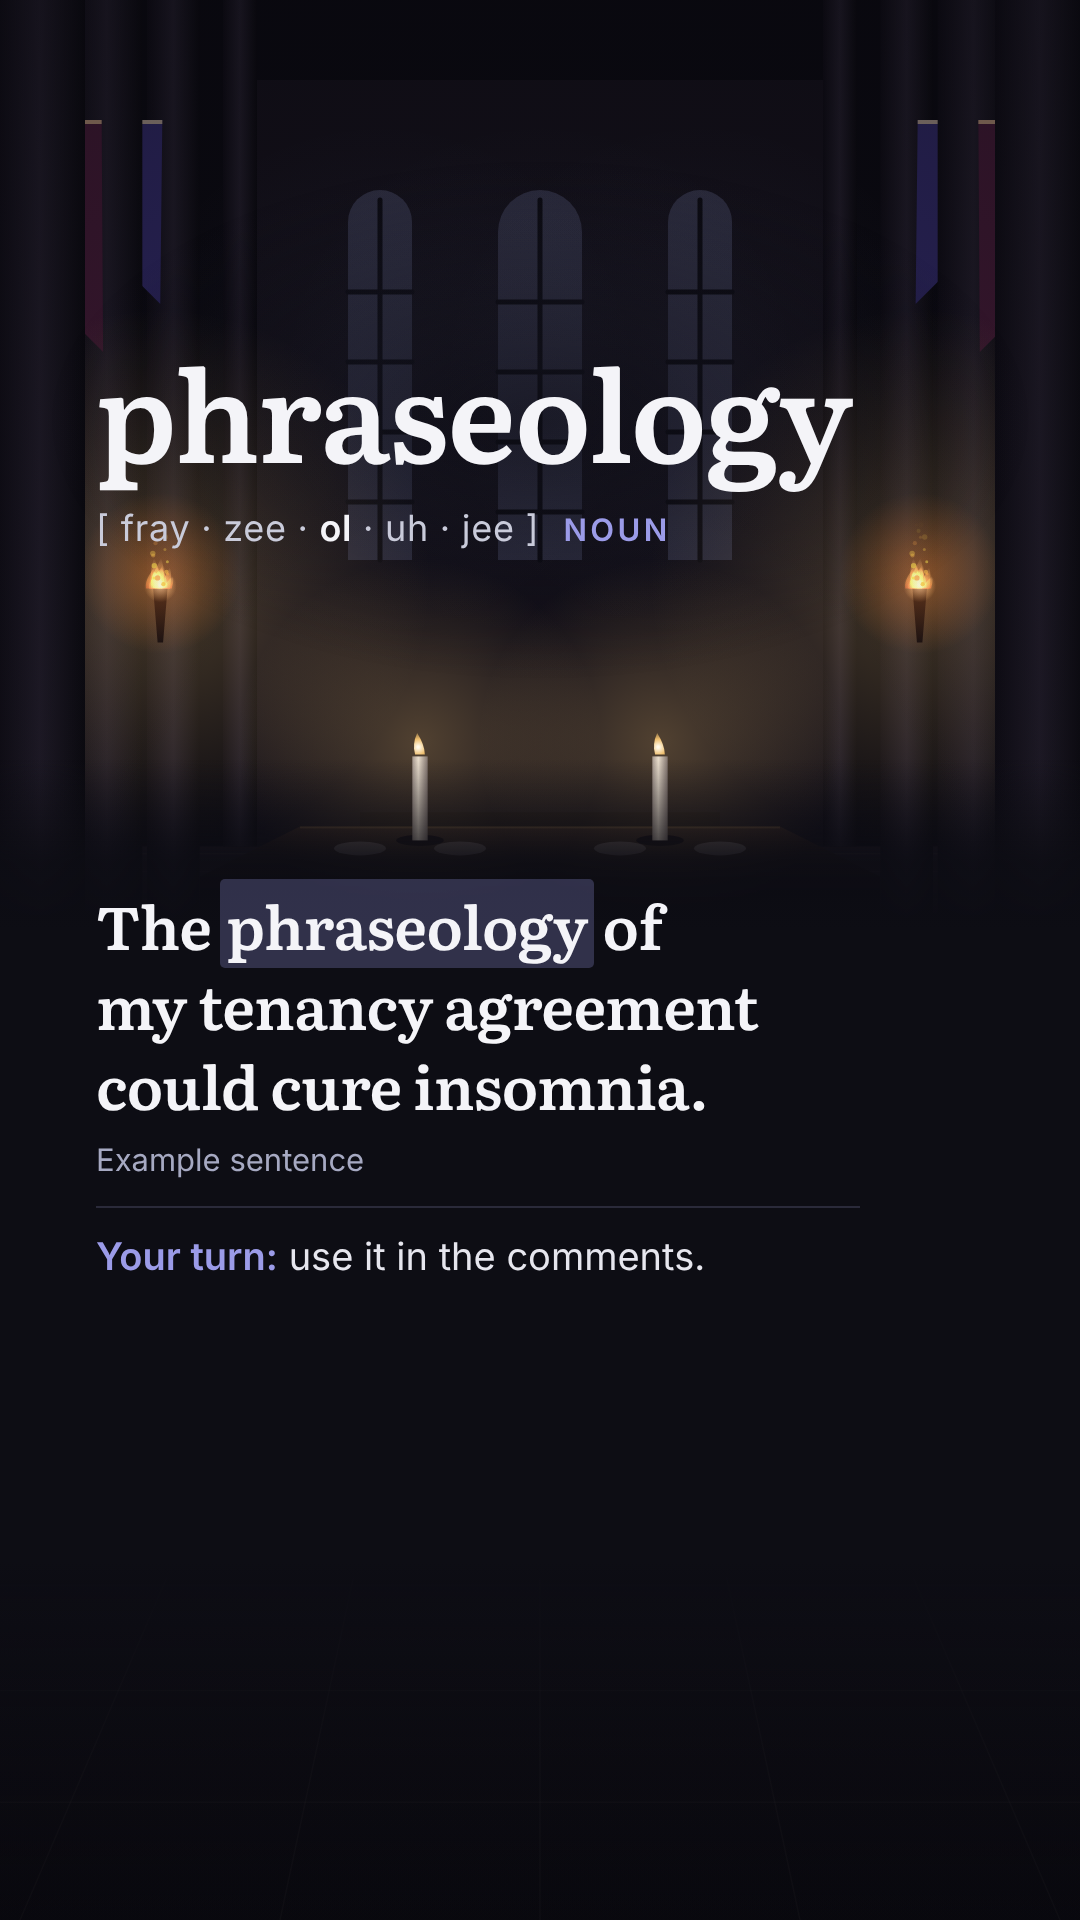 phraseology
[ fray · zee · ol · uh · jee ] NOUN
The phraseology of
my tenancy agreement
could cure insomnia.
Example sentence
Your turn: use it in the comments.